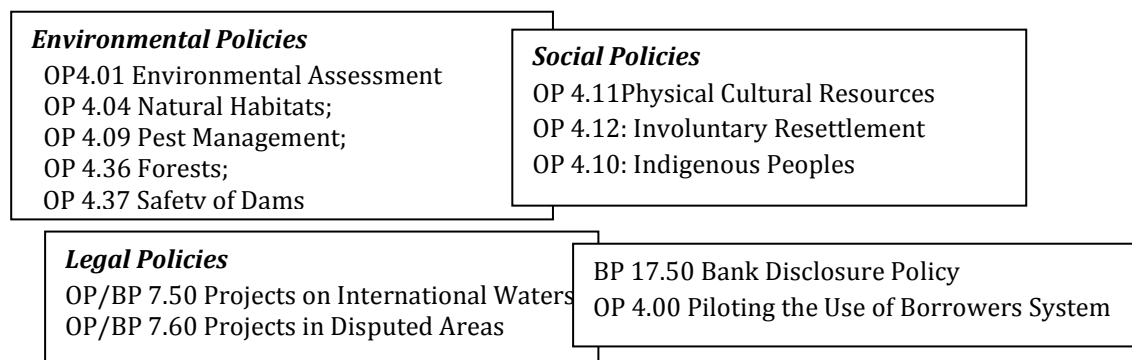 Environmental Policies
OP4.01 Environmental Assessment
OP 4.04 Natural Habitats;
OP 4.09 Pest Management;
OP 4.36 Forests;
OP 4.37 Safety of Dams
Social Policies
OP 4.11Physical Cultural Resources
OP 4.12: Involuntary Resettlement
OP 4.10: Indigenous Peoples
Legal Policies
OP/BP 7.50 Projects on International Waters
OP/BP 7.60 Projects in Disputed Areas
BP 17.50 Bank Disclosure Policy
OP 4.00 Piloting the Use of Borrowers System